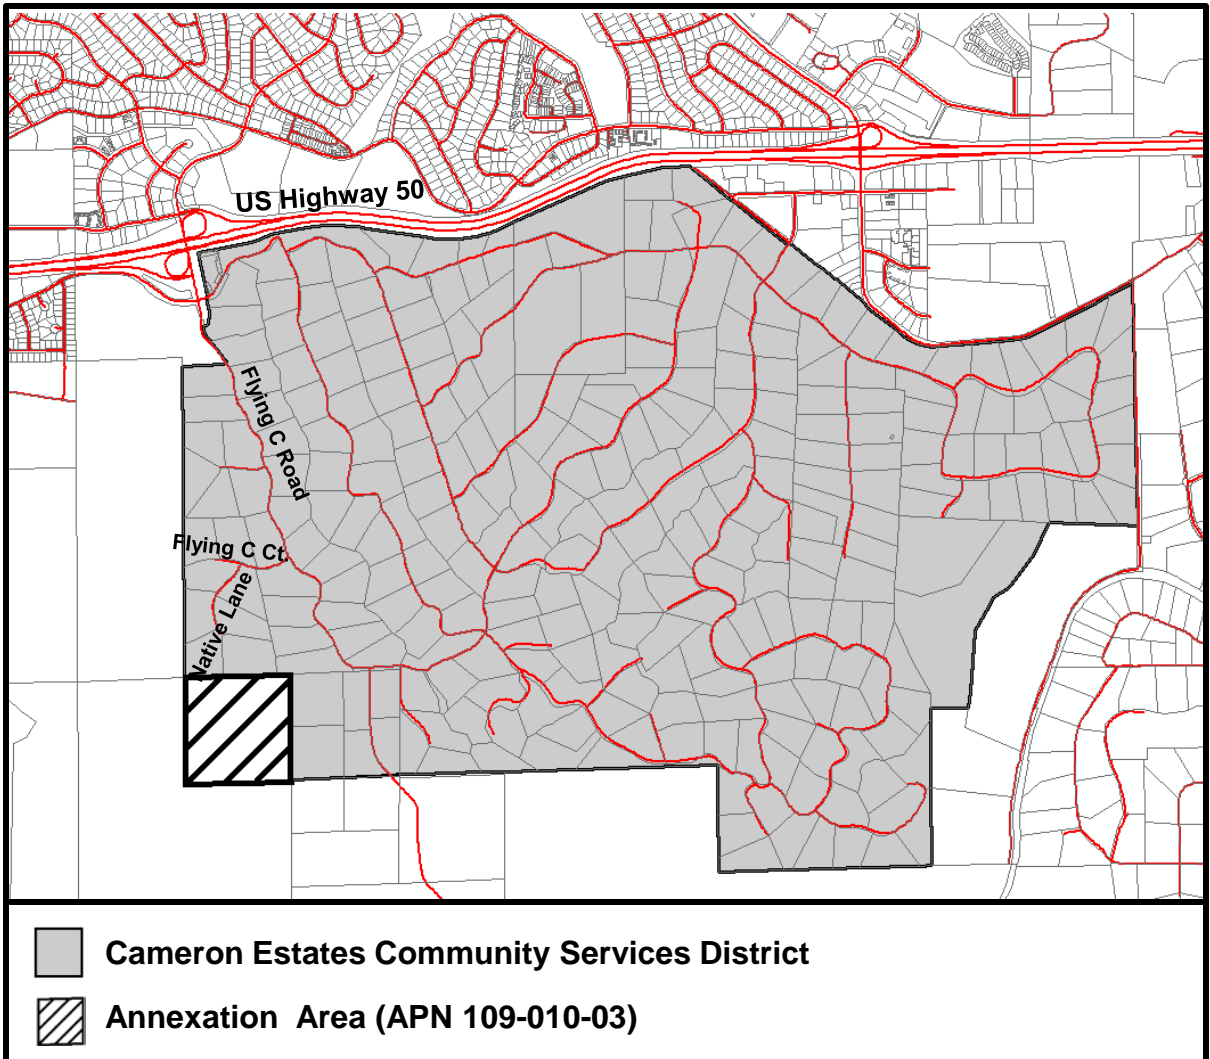 US Highway 50
Flying C Road
Flying C Ct.
Native Lane
Cameron Estates Community Services District
Annexation Area (APN 109-010-03)